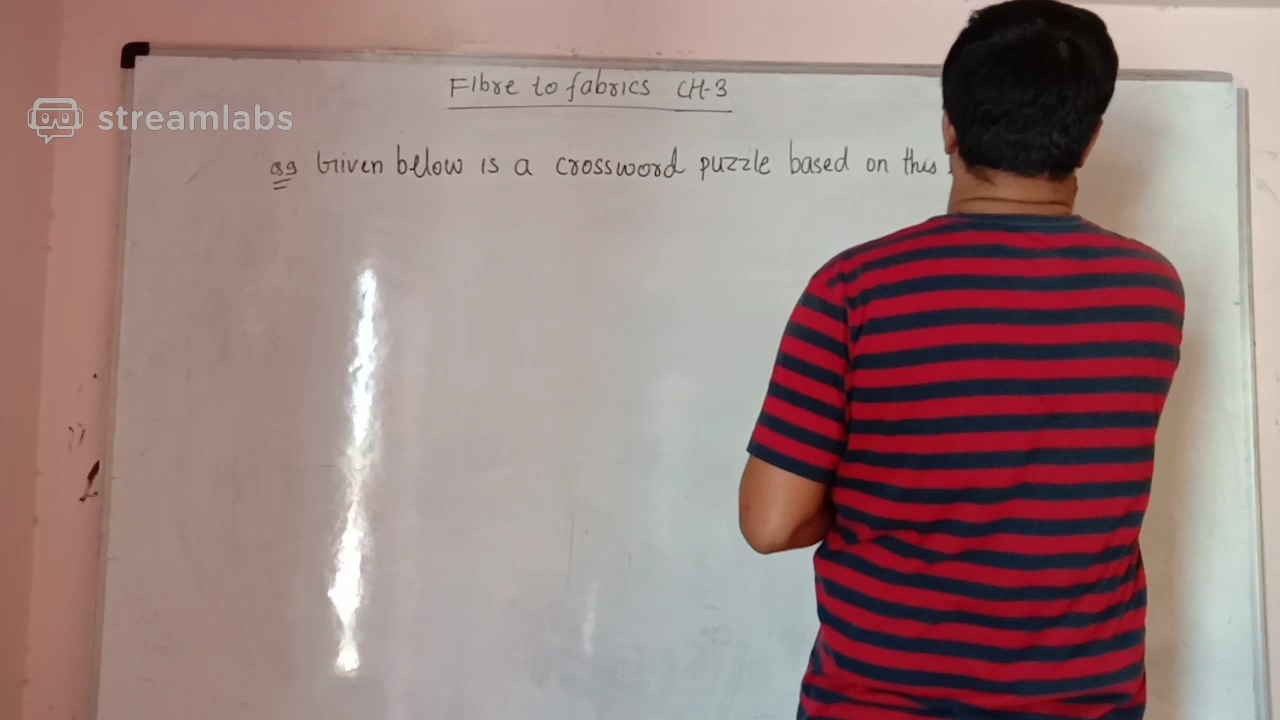 streamlabs
Fibre to fabrics CH-3
Q9 Given below is a crossword puzzle based on this